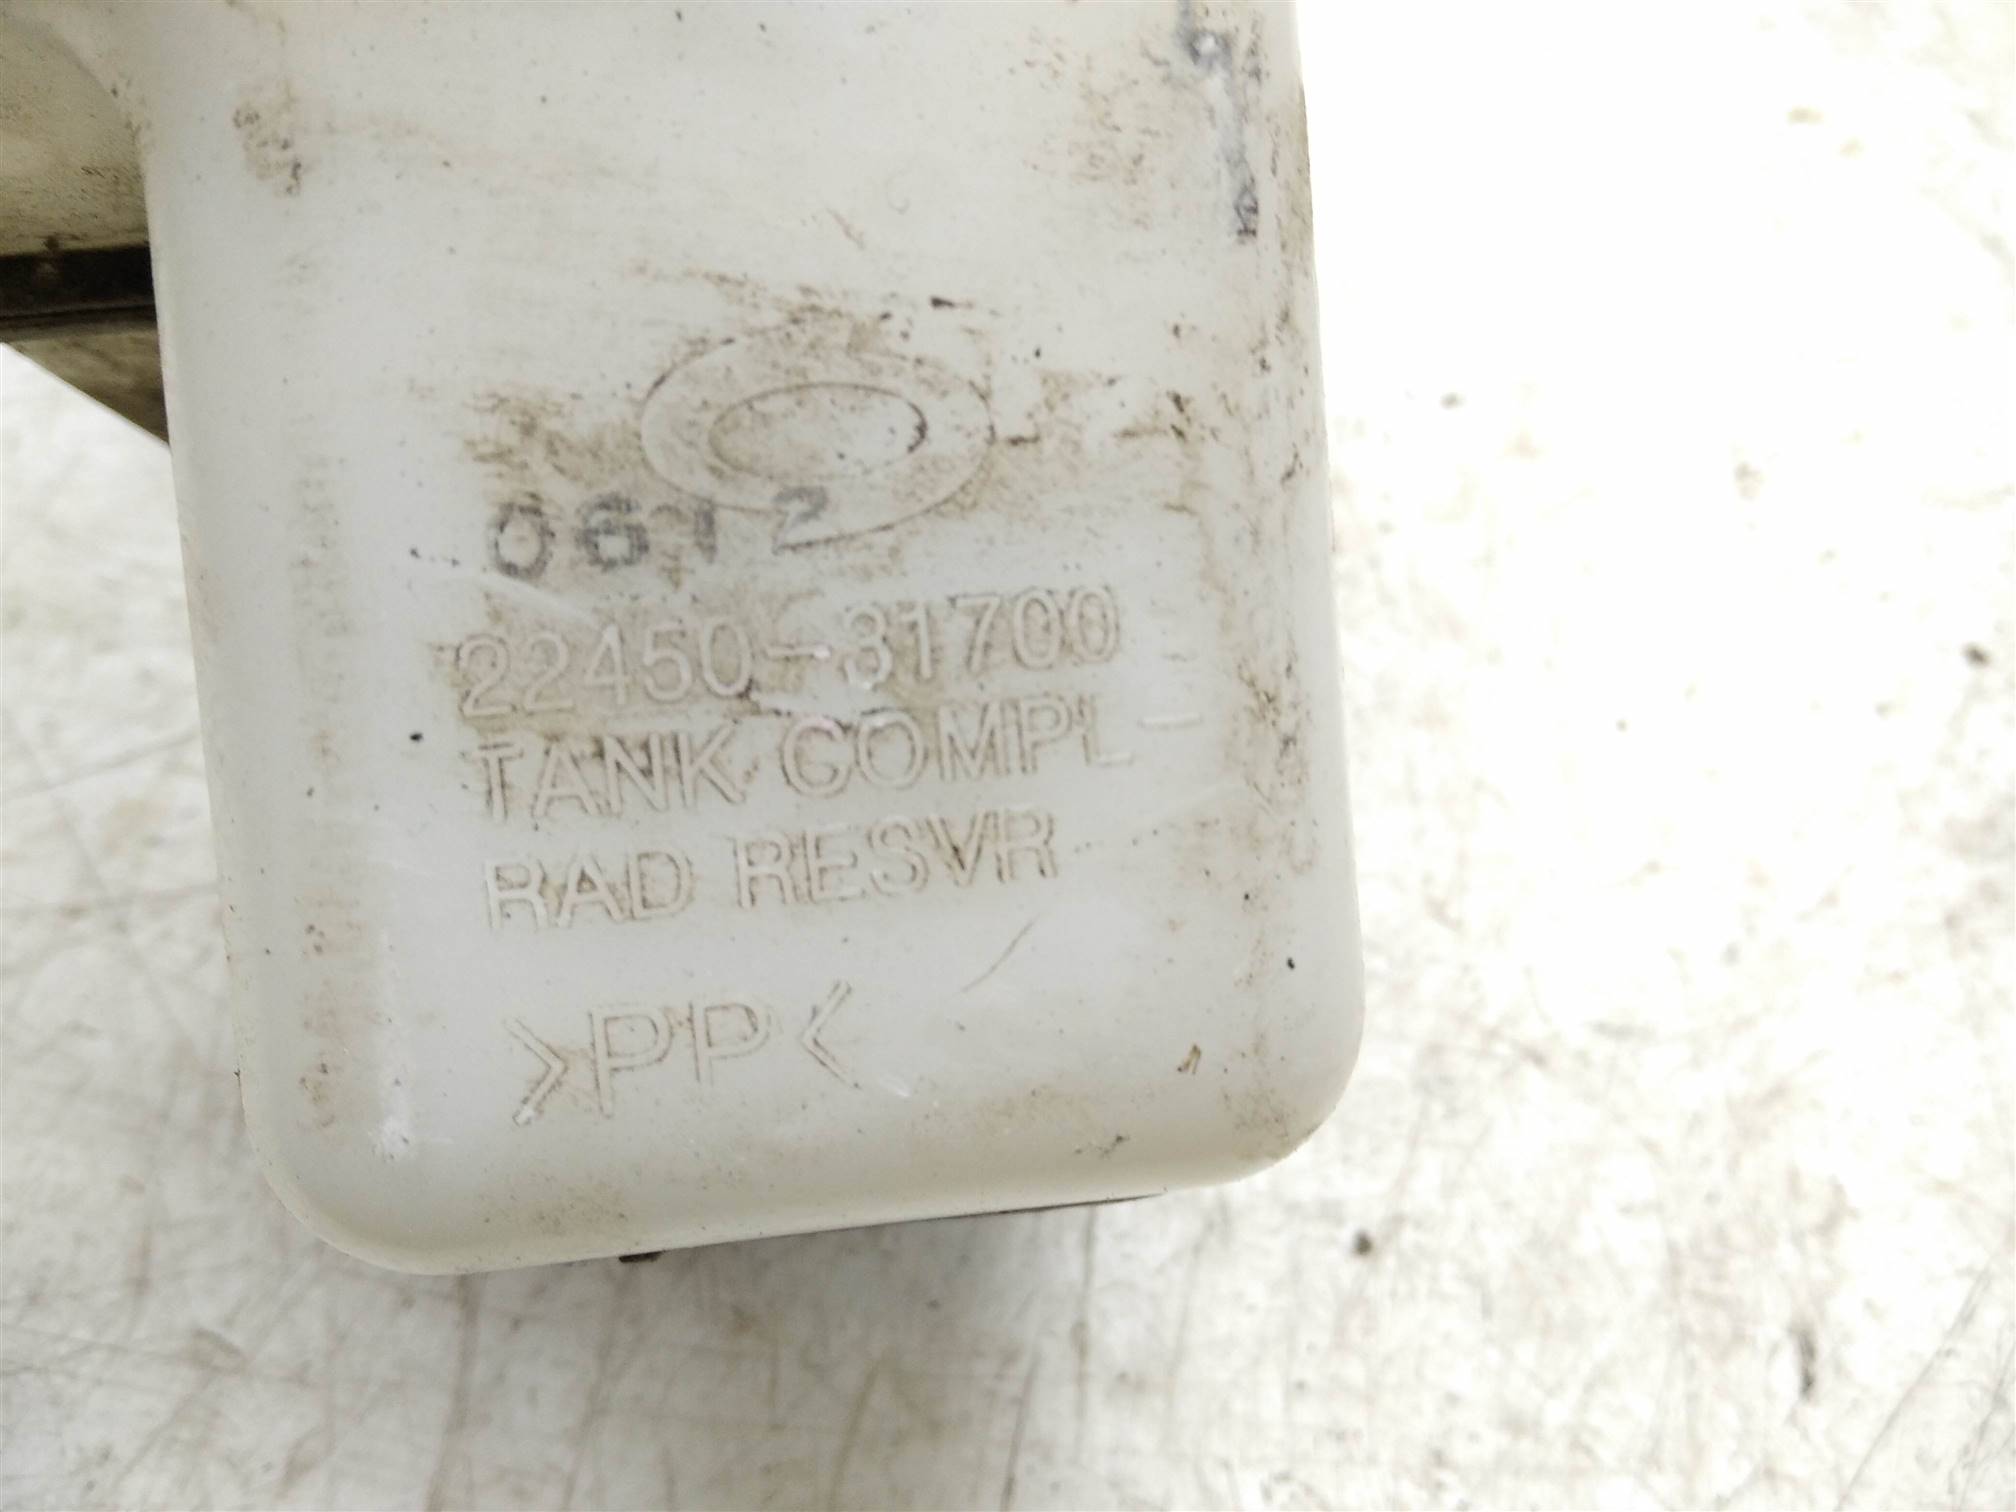 0612
22450-31700
TANK COMPL-
RAD RESVR
>PP<